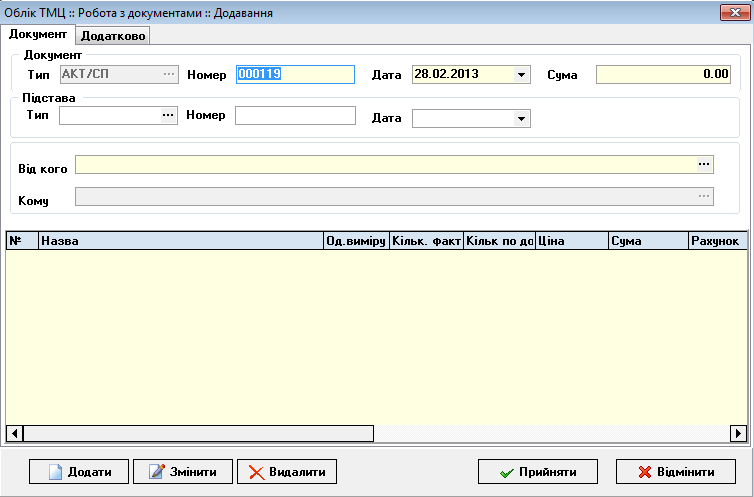 Облік ТМЦ :: Робота з документами :: Додавання
Документ Додатково
Документ
Тип АКТ/СП ... Номер 000119 Дата 28.02.2013 Сума 0.00
Підстава
Тип ... Номер Дата
Від кого ...
Кому ...
№ Назва Од.виміру Кільк. факт Кільк по до Ціна Сума Рахунок
Додати Змінити Видалити Прийняти Відмінити